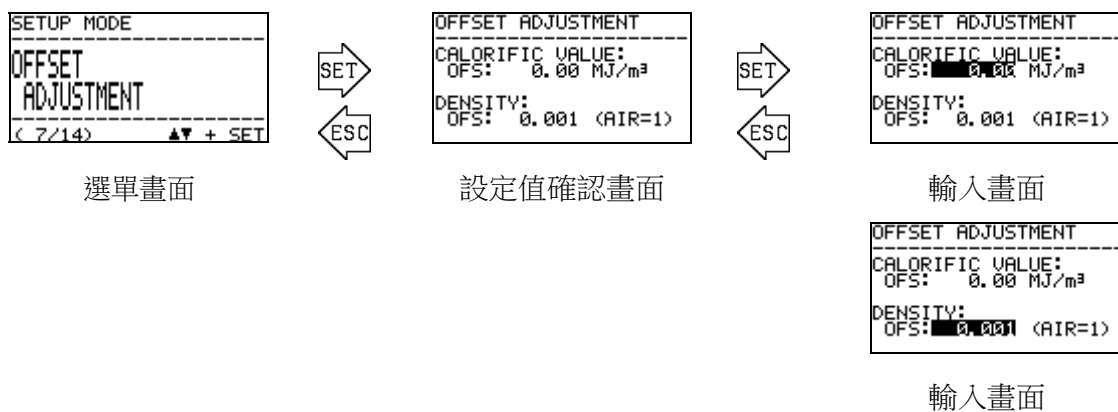 SETUP MODE
OFFSET
ADJUSTMENT
( 7/14) ▲▼ + SET
選單畫面
SET
ESC
OFFSET ADJUSTMENT
CALORIFIC VALUE:
OFS: 0.00 MJ/m³
DENSITY:
OFS: 0.001 (AIR=1)
設定值確認畫面
SET
ESC
OFFSET ADJUSTMENT
CALORIFIC VALUE:
OFS: 0.00 MJ/m³
DENSITY:
OFS: 0.001 (AIR=1)
輸入畫面
OFFSET ADJUSTMENT
CALORIFIC VALUE:
OFS: 0.00 MJ/m³
DENSITY:
OFS: 0.001 (AIR=1)
輸入畫面